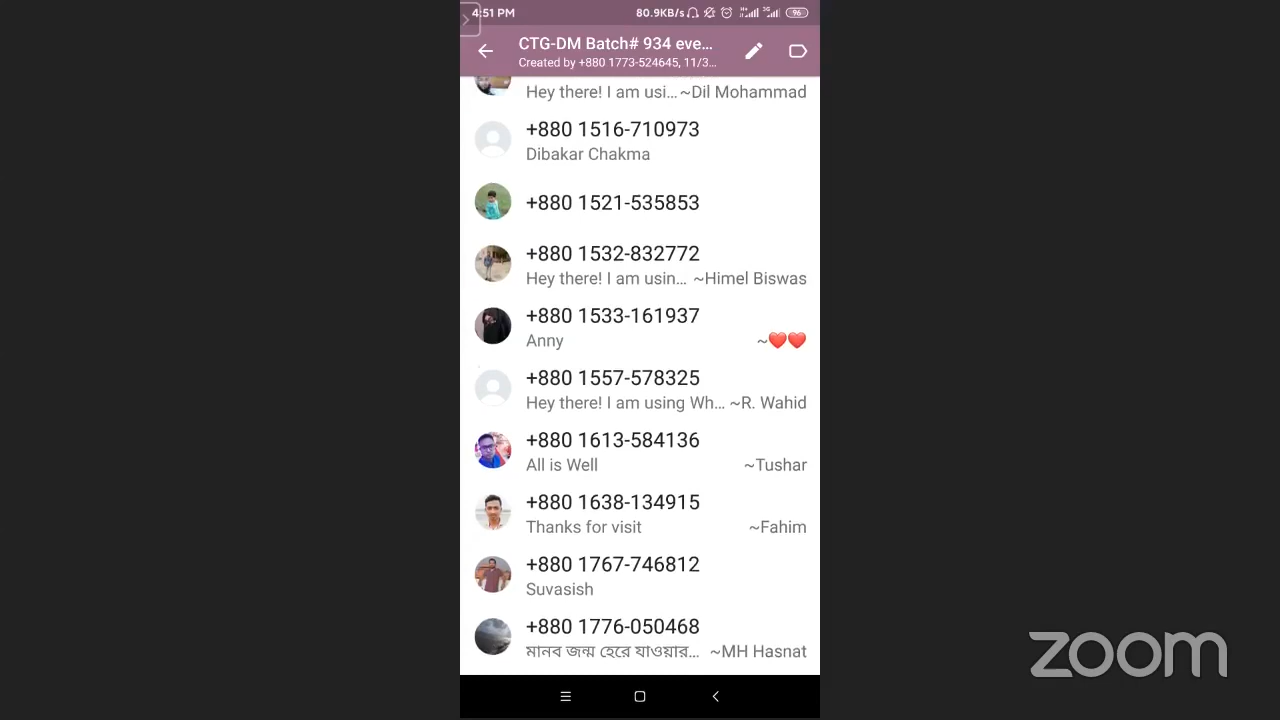 4:51 PM 80.9KB/s 3G 96
CTG-DM Batch# 934 eve...
Created by +880 1773-524645, 11/3...
Hey there! I am usi... ~Dil Mohammad
+880 1516-710973
Dibakar Chakma
+880 1521-535853
+880 1532-832772
Hey there! I am usin... ~Himel Biswas
+880 1533-161937
Anny ~❤️❤️
+880 1557-578325
Hey there! I am using Wh... ~R. Wahid
+880 1613-584136
All is Well ~Tushar
+880 1638-134915
Thanks for visit ~Fahim
+880 1767-746812
Suvasish
+880 1776-050468
মানব জন্ম হেরে যাওয়ার... ~MH Hasnat
zoom